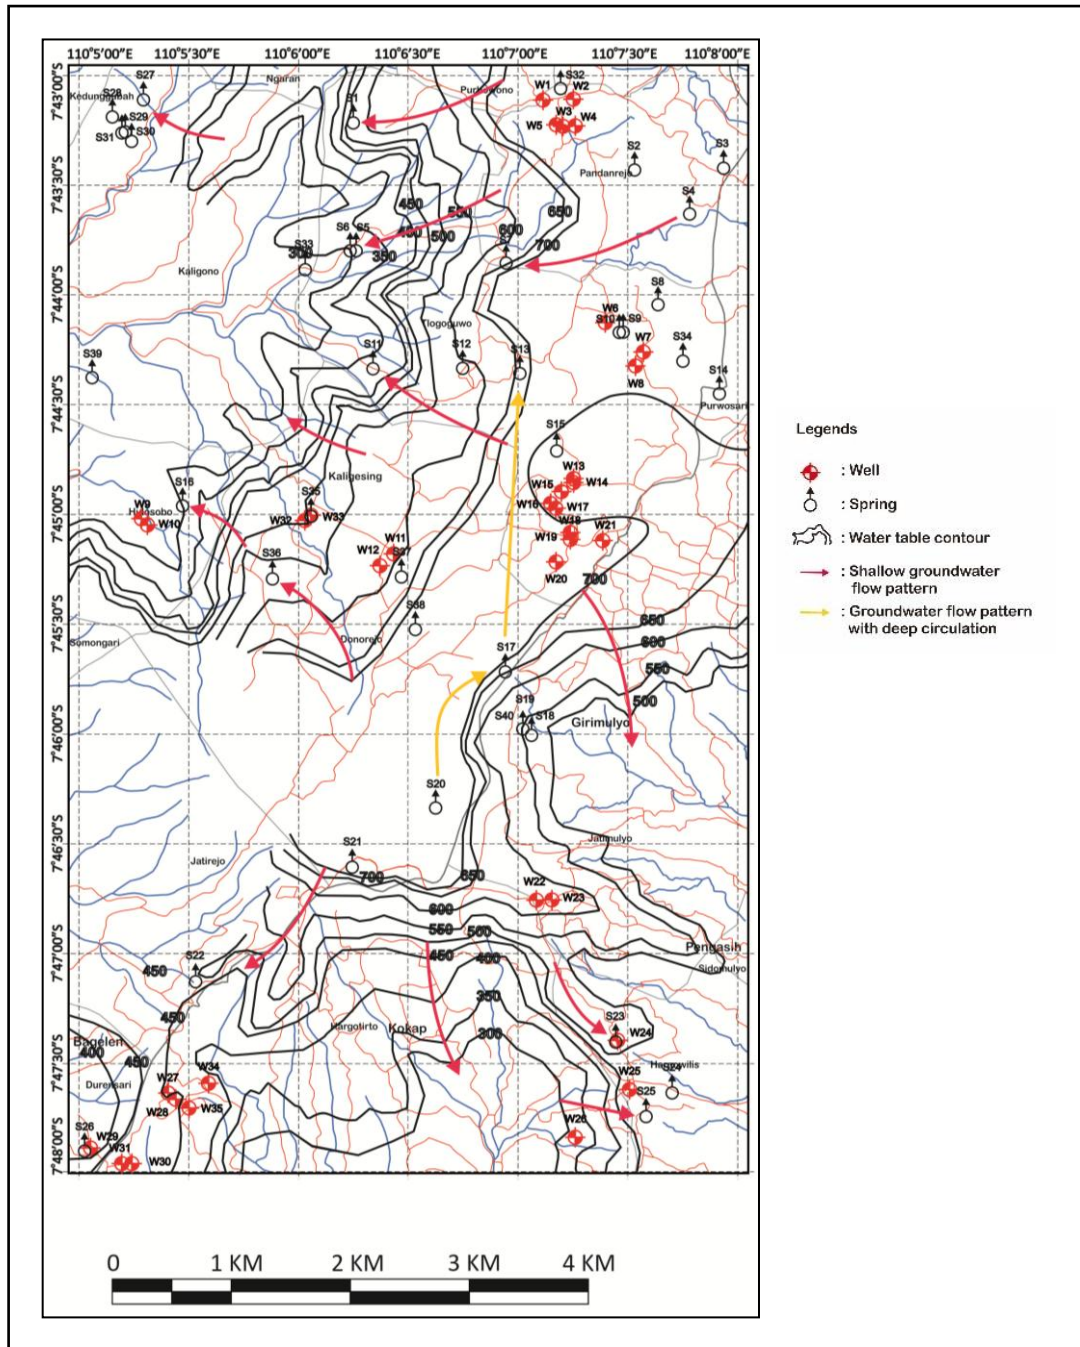 110°5'00"E 110°5'30"E 110°6'00"E 110°6'30"E 110°7'00"E 110°7'30"E 110°8'00"E
7°43'00"S
7°43'30"S
7°44'00"S
7°44'30"S
7°45'00"S
7°45'30"S
7°46'00"S
7°46'30"S
7°47'00"S
7°47'30"S
7°48'00"S
S27
Ngaran
S28
S29
S31
S30
S1
S32
W1
W2
W3
W4
W5
S2
S3
Pandanrejo
S4
450
550
650
450
500
600
700
S6 S5
350
S33
300
Kaligono
S8
W6
S10
S9
W7
W8
S34
S14
Purwosari
Tlogoguwo
S11
S12
S13
S39
S15
W13
W14
W15
W16
W17
W18
W19
W21
W20
Kaligesing
S16
W9
W10
S35
W32
W33
W11
W12
S37
S36
S38
Donorejo
Somongari
700
650
600
550
500
S17
S19
S40
S18
Girimulyo
S20
Jatimulyo
S21
Jatirejo
700
650
600
550
500
450
400
350
300
W22
W23
Pengasih
Sidomulyo
S22
450
450
Hargotirto
Kokap
S23
W24
Bagelen
400
450
Durensari
W27
W34
W28
W35
W25
S24
S25
W26
S26
W29
W31
W30
0 1 KM 2 KM 3 KM 4 KM
Legends
: Well
: Spring
: Water table contour
: Shallow groundwater
flow pattern
: Groundwater flow pattern
with deep circulation